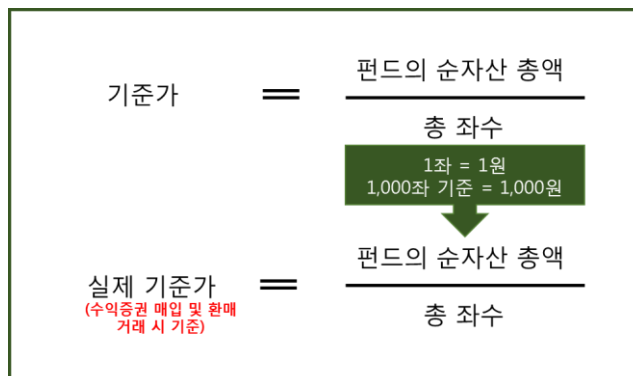 기준가 = 펀드의 순자산 총액
총 좌수
1좌 = 1원
1,000좌 기준 = 1,000원
실제 기준가 = 펀드의 순자산 총액
(수익증권 매입 및 환매
거래 시 기준)
총 좌수